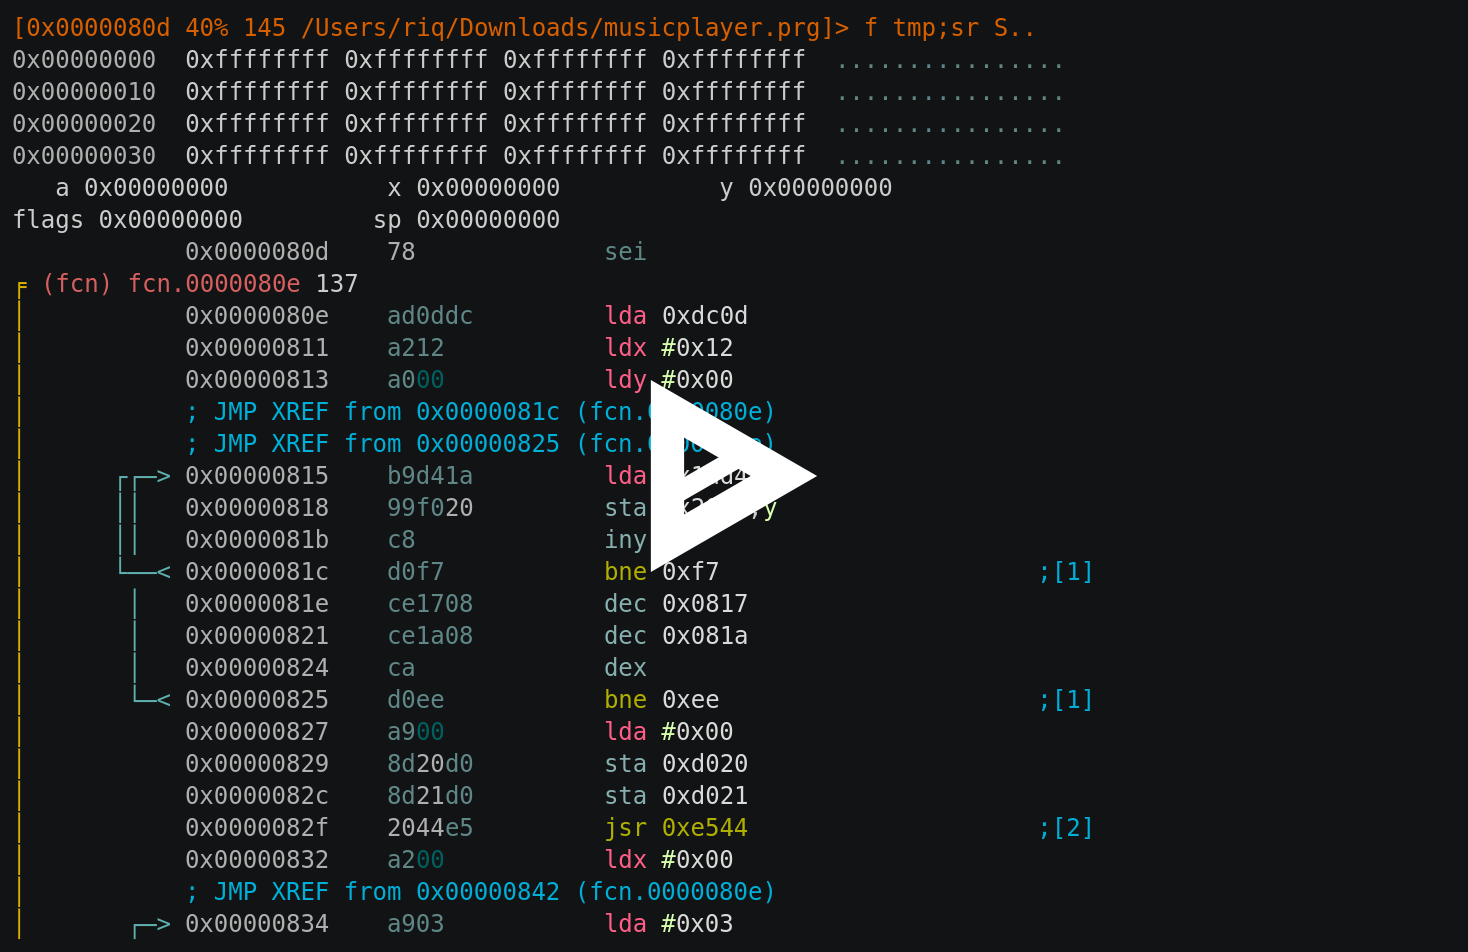 [0x0000080d 40% 145 /Users/riq/Downloads/musicplayer.prg]> f tmp;sr S..
0x00000000  0xffffffff 0xffffffff 0xffffffff 0xffffffff  ................
0x00000010  0xffffffff 0xffffffff 0xffffffff 0xffffffff  ................
0x00000020  0xffffffff 0xffffffff 0xffffffff 0xffffffff  ................
0x00000030  0xffffffff 0xffffffff 0xffffffff 0xffffffff  ................
a 0x00000000 x 0x00000000 y 0x00000000
flags 0x00000000 sp 0x00000000
0x0000080d 78 sei
(fcn) fcn.0000080e 137
0x0000080e ad0ddc lda 0xdc0d
0x00000811 a212 ldx #0x12
0x00000813 a000 ldy #0x00
; JMP XREF from 0x0000081c (fcn.0000080e)
; JMP XREF from 0x00000825
> 0x00000815 b9d41a lda
> 0x00000818 99f020 sta ,y
0x0000081b c8 iny
< 0x0000081c d0f7 bne 0xf7 ;[1]
0x0000081e ce1708 dec 0x0817
0x00000821 ce1a08 dec 0x081a
0x00000824 ca dex
< 0x00000825 d0ee bne 0xee ;[1]
0x00000827 a900 lda #0x00
0x00000829 8d20d0 sta 0xd020
0x0000082c 8d21d0 sta 0xd021
0x0000082f 2044e5 jsr 0xe544 ;[2]
0x00000832 a200 ldx #0x00
; JMP XREF from 0x00000842 (fcn.0000080e)
> 0x00000834 a903 lda #0x03